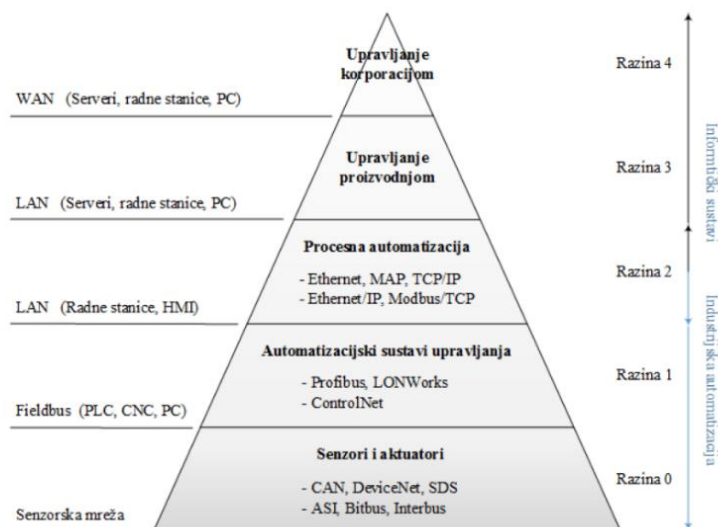 Upravljanje
korporacijom
Razina 4
WAN (Serveri, radne stanice, PC)
Upravljanje
proizvodnjom
Razina 3
LAN (Serveri, radne stanice, PC)
Informtički sustavi
Procesna automatizacija
- Ethernet, MAP, TCP/IP
- Ethernet/IP, Modbus/TCP
Razina 2
LAN (Radne stanice, HMI)
Automatizacijski sustavi upravljanja
- Profibus, LONWorks
- ControlNet
Razina 1
Fieldbus (PLC, CNC, PC)
Industrijska automatizacija
Senzori i aktuatori
- CAN, DeviceNet, SDS
- ASI, Bitbus, Interbus
Razina 0
Senzorska mreža